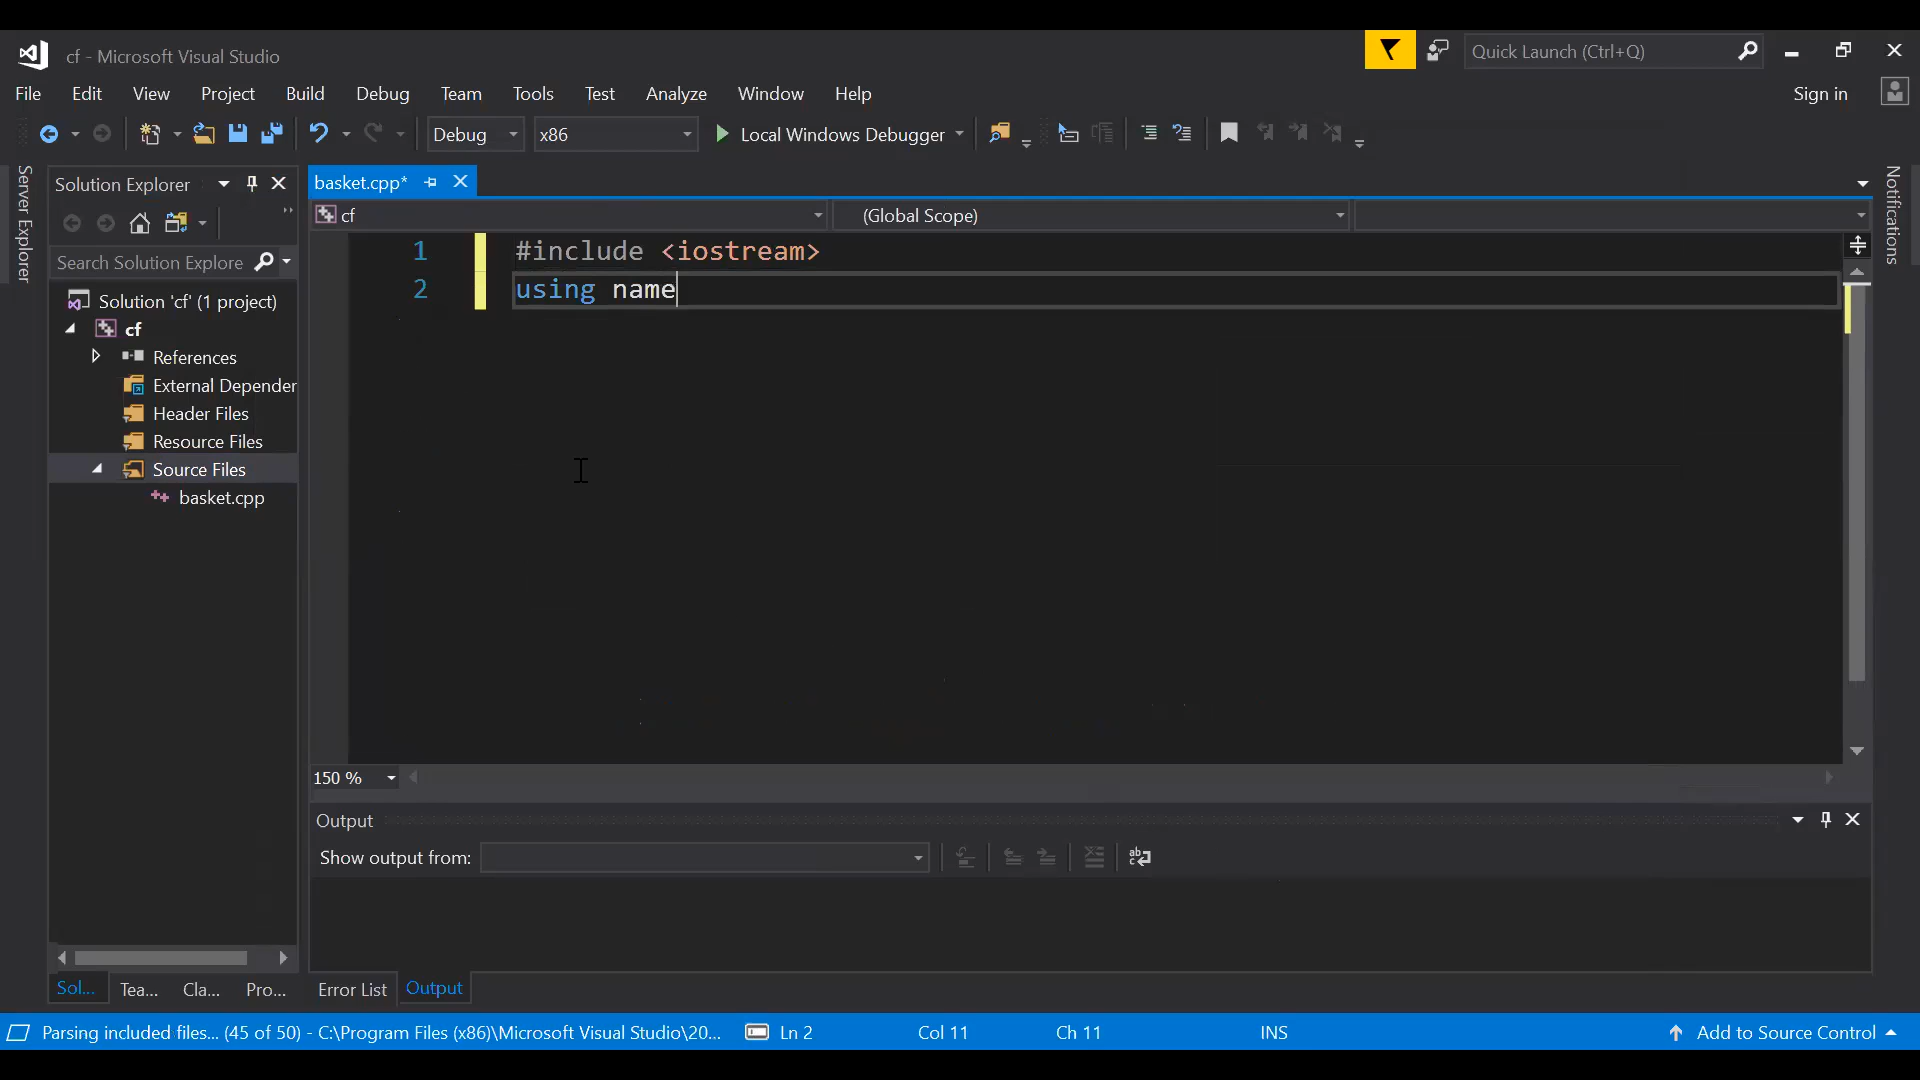 cf - Microsoft Visual Studio
Quick Launch (Ctrl+Q)
File Edit View Project Build Debug Team Tools Test Analyze Window Help
Sign in
Debug x86 Local Windows Debugger
Server Explorer
Solution Explorer
Search Solution Explore
Solution 'cf' (1 project)
cf
References
External Depender
Header Files
Resource Files
Source Files
basket.cpp
basket.cpp*
cf (Global Scope)
1 #include <iostream>
2 using name
150 %
Notifications
Output
Show output from:
Sol... Tea... Cla... Pro... Error List Output
Parsing included files... (45 of 50) - C:\Program Files (x86)\Microsoft Visual Studio\20... Ln 2 Col 11 Ch 11 INS Add to Source Control